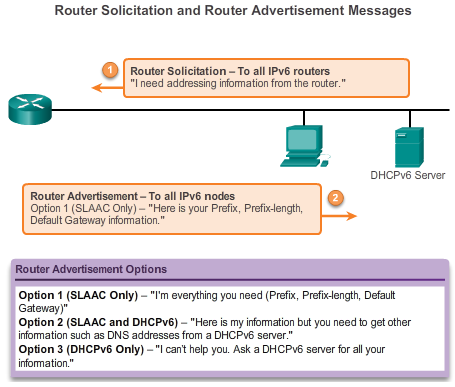 Router Solicitation and Router Advertisement Messages
1
Router Solicitation – To all IPv6 routers
"I need addressing information from the router."
DHCPv6 Server
Router Advertisement – To all IPv6 nodes
Option 1 (SLAAC Only) – "Here is your Prefix, Prefix-length,
Default Gateway information."
2
Router Advertisement Options
Option 1 (SLAAC Only) – "I'm everything you need (Prefix, Prefix-length, Default
Gateway)"
Option 2 (SLAAC and DHCPv6) – "Here is my information but you need to get other
information such as DNS addresses from a DHCPv6 server."
Option 3 (DHCPv6 Only) – "I can't help you. Ask a DHCPv6 server for all your
information."